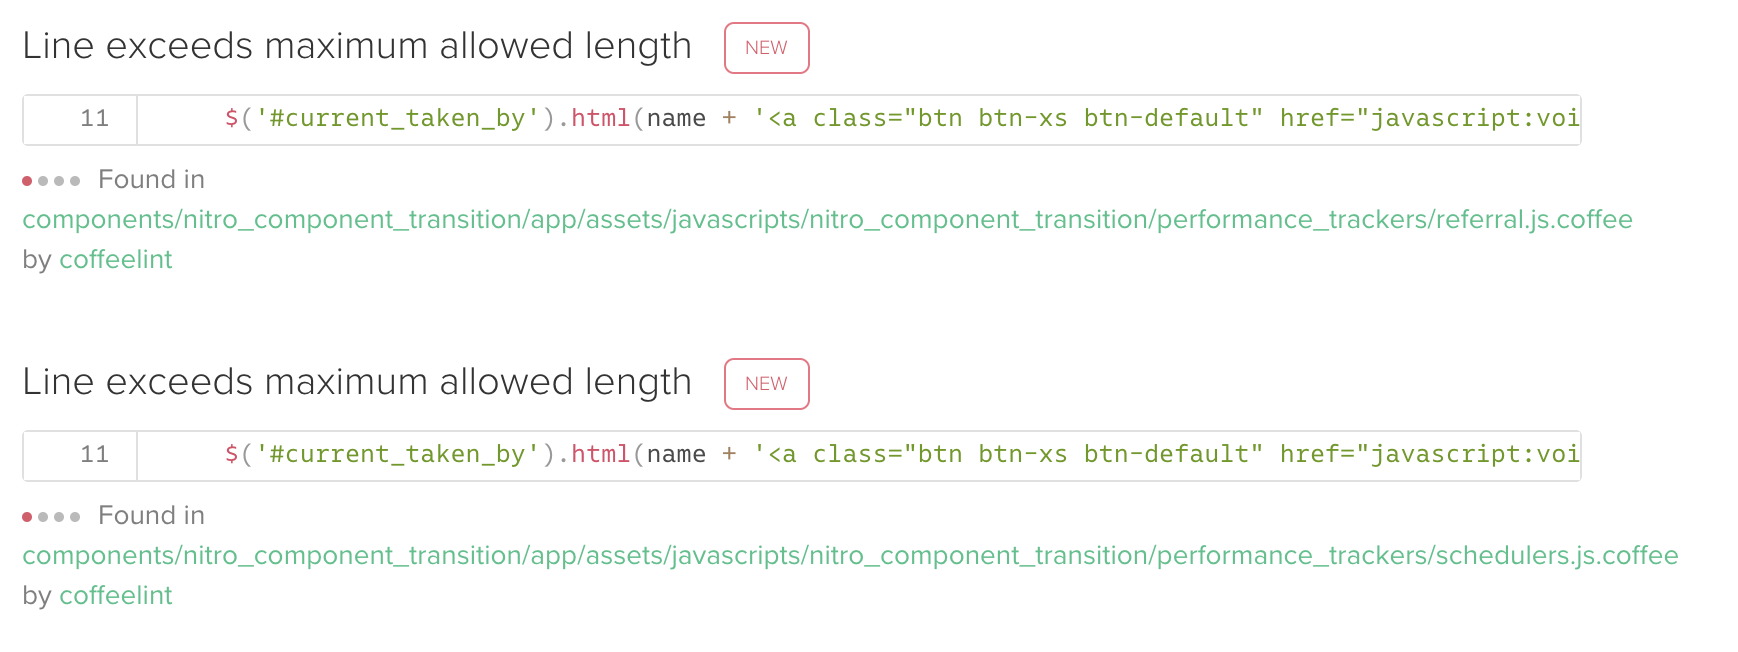 Line exceeds maximum allowed length NEW
11 $('#current_taken_by').html(name + '<a class="btn btn-xs btn-default" href="javascript:voi
Found in
components/nitro_component_transition/app/assets/javascripts/nitro_component_transition/performance_trackers/referral.js.coffee
by coffeelint
Line exceeds maximum allowed length NEW
11 $('#current_taken_by').html(name + '<a class="btn btn-xs btn-default" href="javascript:voi
Found in
components/nitro_component_transition/app/assets/javascripts/nitro_component_transition/performance_trackers/schedulers.js.coffee
by coffeelint